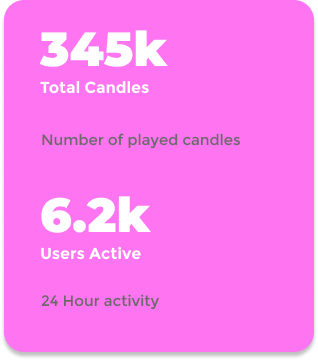 345k
Total Candles
Number of played candles
6.2k
Users Active
24 Hour activity